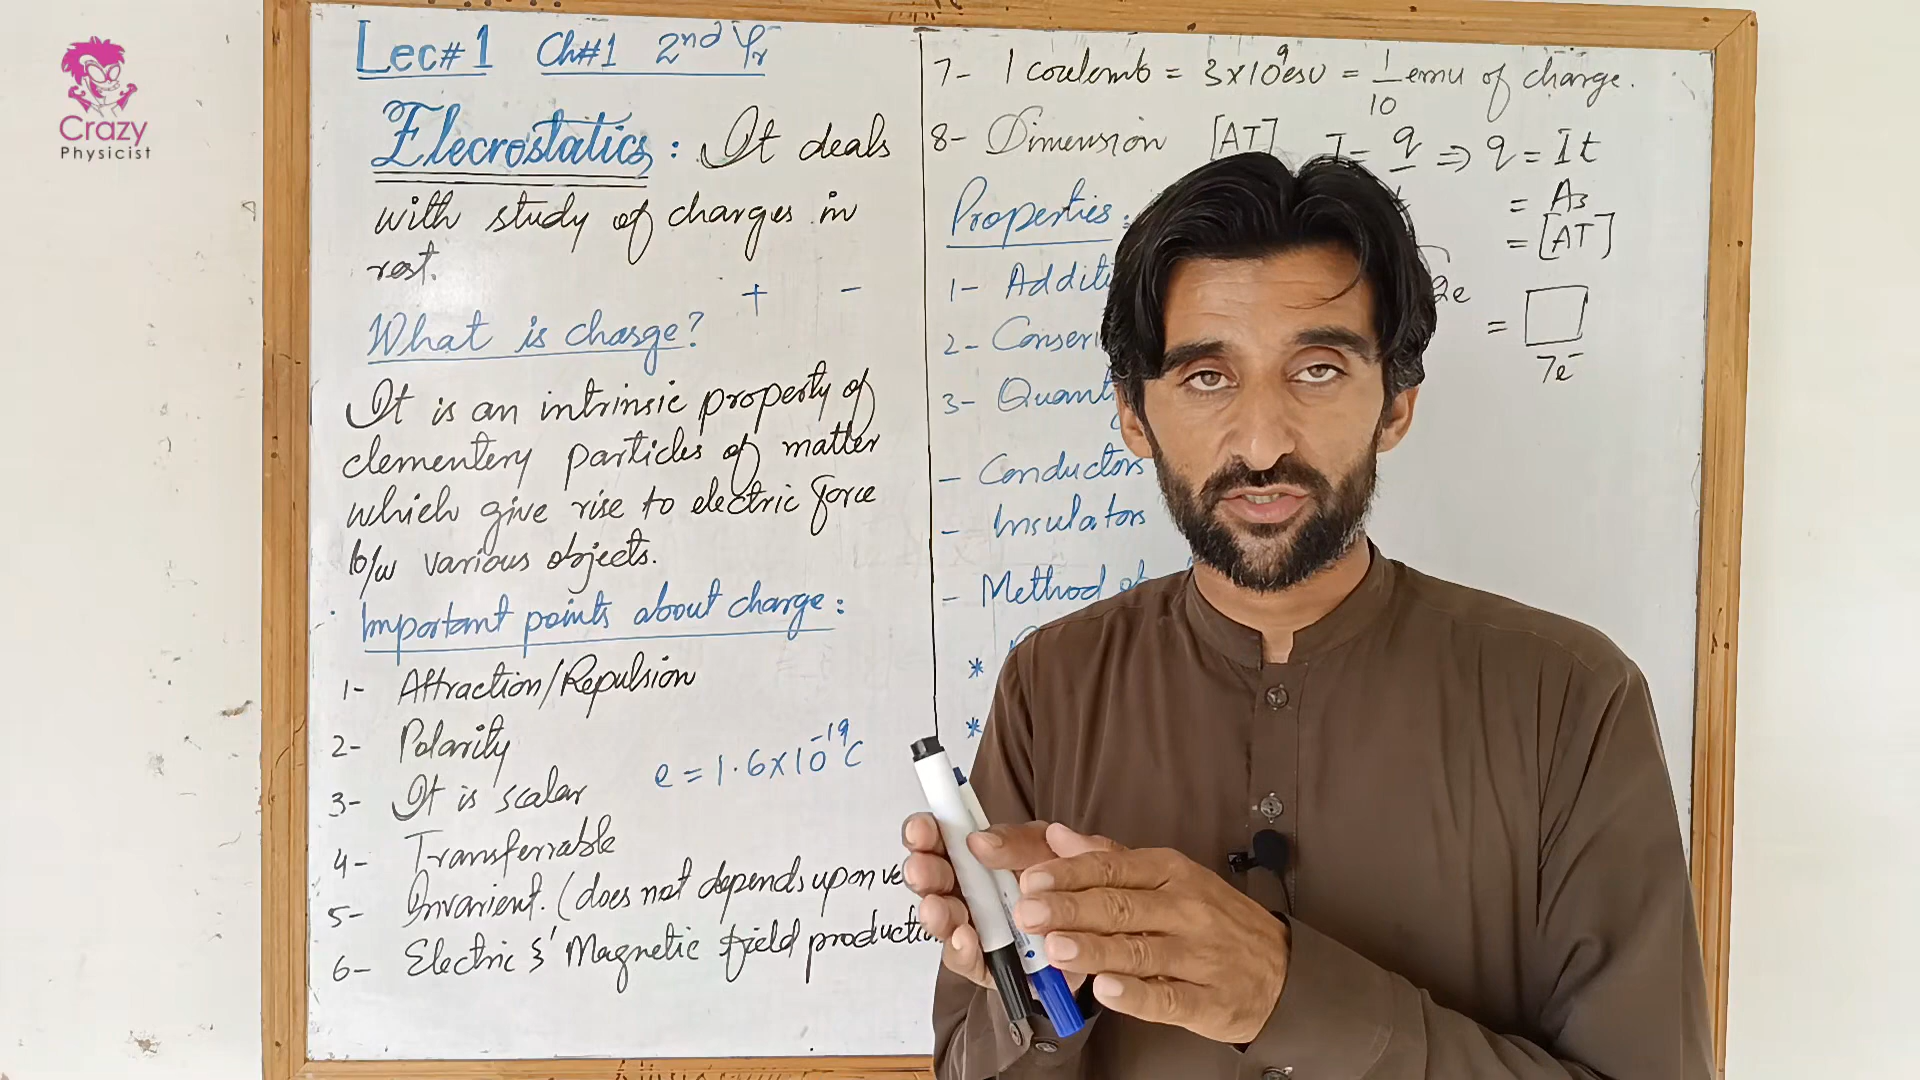 Crazy
Physicist
Lec#1 Ch#1 2nd Yr
Elecrostatics: It deals
with study of charges in
rest.
+ -
What is charge?
It is an intrinsic property of
elementery particles of matter
which give rise to electric force
b/w various objects.
Important points about charge:
1- Attraction/Repulsion
2- Polarity
3- It is scalar
e = 1.6x10^-19 C
4- Transferrable
5- Invarient. (does not depends upon ve
6- Electric & Magnetic field producti
7- 1 coulomb = 3x10^9 esu = 1/10 emu of charge.
8- Dimension [AT] I = q ⇒ q = It
= As
= [AT]
Properties:
1- Additi
2e
= 7e-
2- Conser
3- Quant
- Conductors
- Insulators
- Method of
*
*